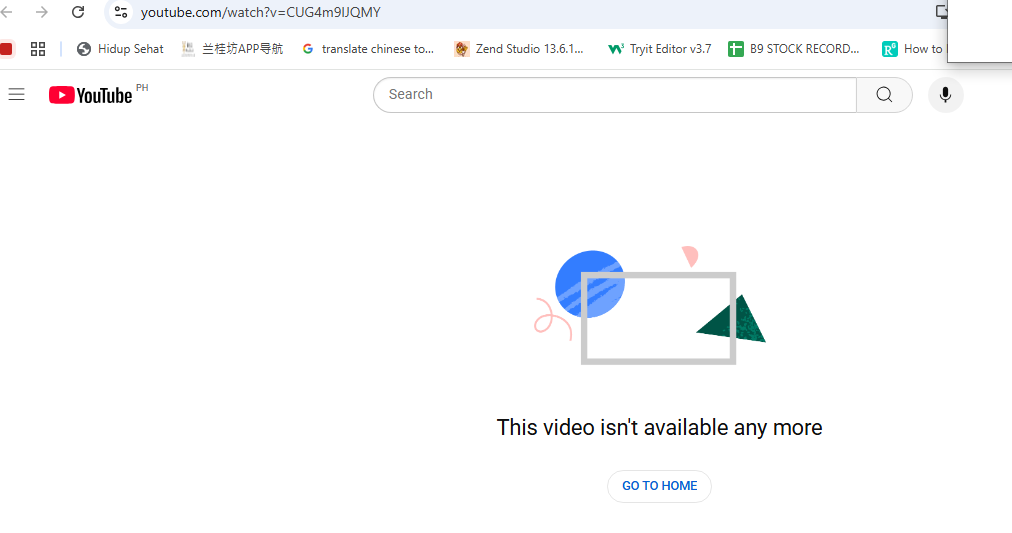 youtube.com/watch?v=CUG4m9IJQMY
Hidup Sehat 兰桂坊APP导航 translate chinese to... Zend Studio 13.6.1... Tryit Editor v3.7 B9 STOCK RECORD... How to
YouTube PH
Search
This video isn't available any more
GO TO HOME